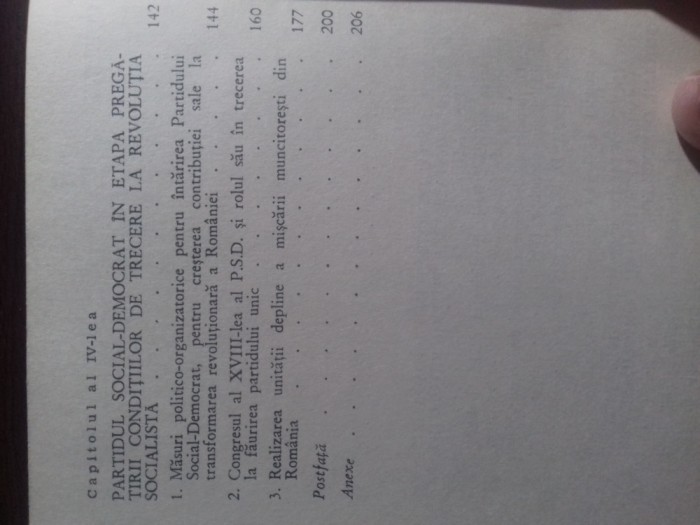 Capitolul al IV-lea
PARTIDUL SOCIAL-DEMOCRAT IN ETAPA PREGĂ-
TIRII CONDIȚIILOR DE TRECERE LA REVOLUȚIA
SOCIALISTĂ . . . . . . . . . . . . 142
1. Măsuri politico-organizatorice pentru întărirea Partidului
Social-Democrat, pentru creșterea contribuției sale la
transformarea revoluționară a României . . . . . . 144
2. Congresul al XVIII-lea al P.S.D. și rolul său în trecerea
la făurirea partidului unic . . . . . . . . . 160
3. Realizarea unității depline a mișcării muncitorești din
România . . . . . . . . . . . . . 177
Postfață . . . . . . . . . . . . . 200
Anexe . . . . . . . . . . . . . . 206